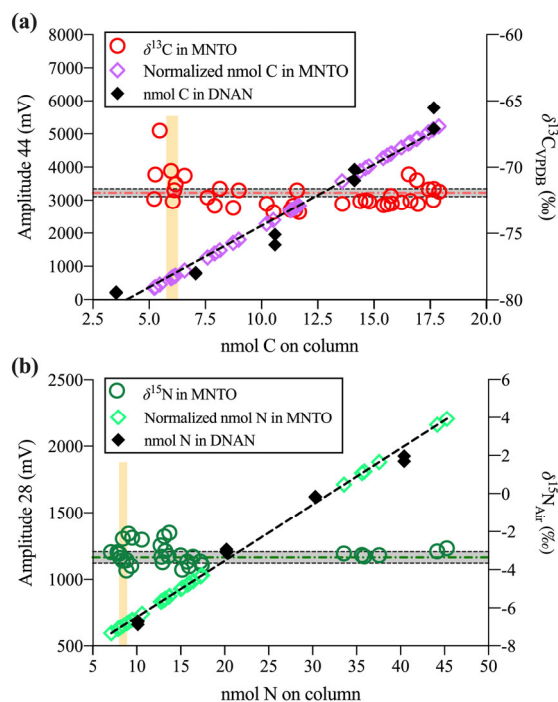 (a)
8000
7000
6000
5000
4000
3000
2000
1000
0
Amplitude 44 (mV)
δ¹³C in MNTO
Normalized nmol C in MNTO
nmol C in DNAN
-60
-65
-70
-75
-80
δ¹³C_VPDB
(‰)
2.5 5.0 7.5 10.0 12.5 15.0 17.5 20.0
nmol C on column
(b)
2500
2000
1500
1000
500
Amplitude 28 (mV)
δ¹⁵N in MNTO
Normalized nmol N in MNTO
nmol N in DNAN
6
4
2
0
-2
-4
-6
-8
δ¹⁵N_Air
(‰)
5 10 15 20 25 30 35 40 45 50
nmol N on column